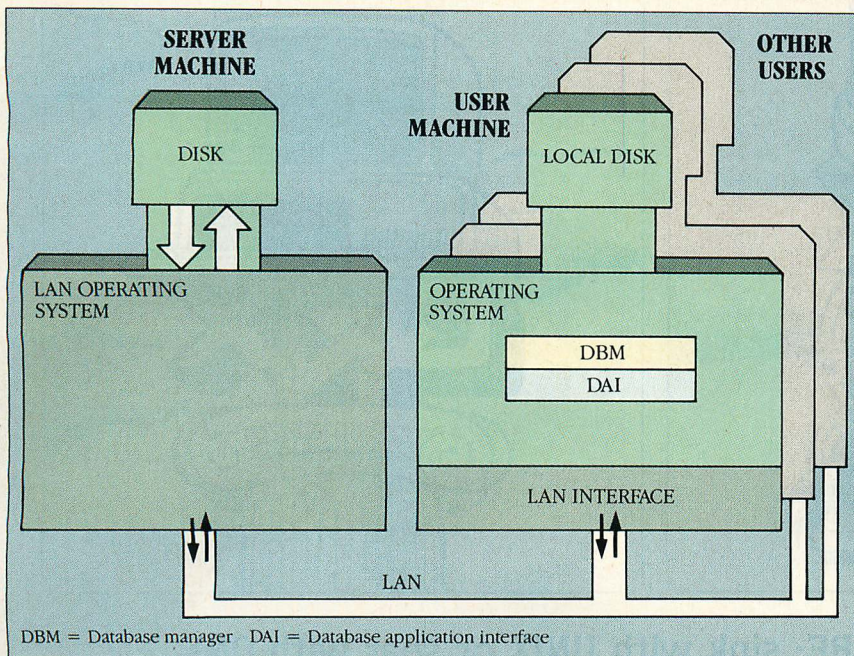 SERVER
MACHINE
DISK
LAN OPERATING
SYSTEM
USER
MACHINE
OTHER
USERS
LOCAL DISK
OPERATING
SYSTEM
DBM
DAI
LAN INTERFACE
LAN
DBM = Database manager DAI = Database application interface